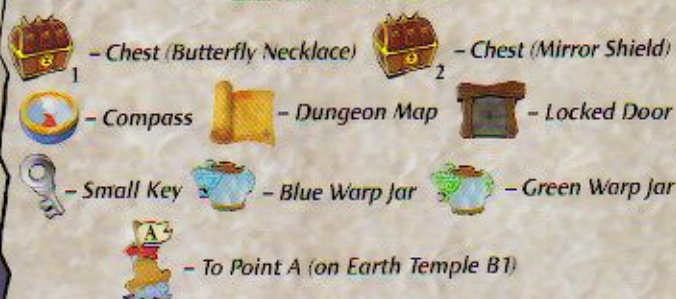 – Chest (Butterfly Necklace) – Chest (Mirror Shield)
1 2
– Compass – Dungeon Map – Locked Door
– Small Key – Blue Warp Jar – Green Warp Jar
A
– To Point A (on Earth Temple B1)